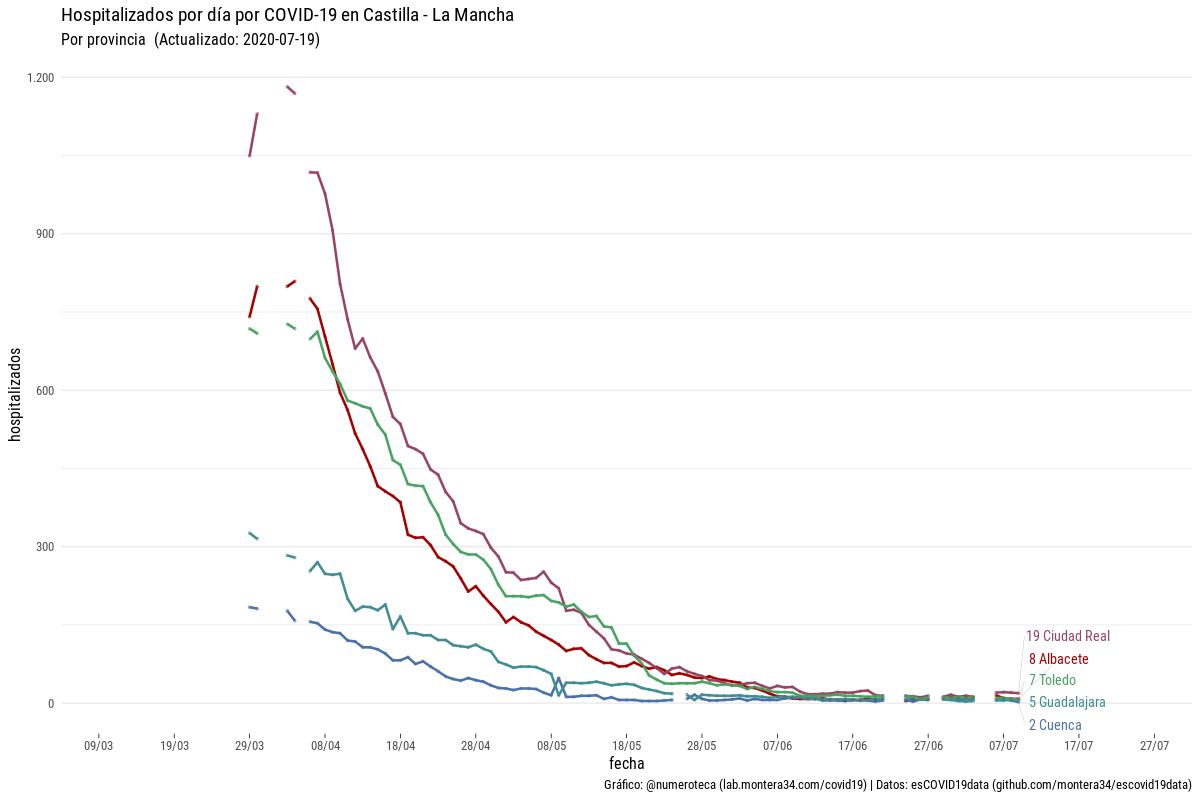 Hospitalizados por día por COVID-19 en Castilla - La Mancha
Por provincia  (Actualizado: 2020-07-19)
hospitalizados
1.200
900
600
300
0
19 Ciudad Real
8 Albacete
7 Toledo
5 Guadalajara
2 Cuenca
09/03 19/03 29/03 08/04 18/04 28/04 08/05 18/05 28/05 07/06 17/06 27/06 07/07 17/07 27/07
fecha
Gráfico: @numeroteca (lab.montera34.com/covid19) | Datos: esCOVID19data (github.com/montera34/escovid19data)